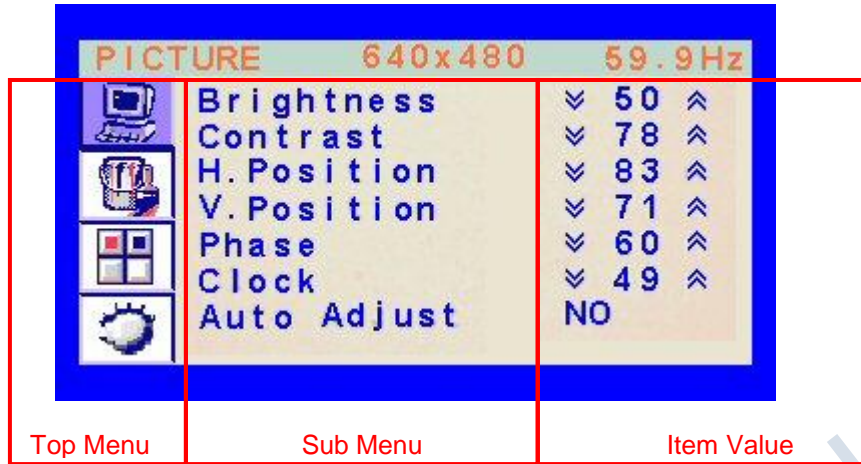 PICTURE 640x480 59.9Hz
Brightness 50
Contrast 78
H.Position 83
V.Position 71
Phase 60
Clock 49
Auto Adjust NO
Top Menu Sub Menu Item Value